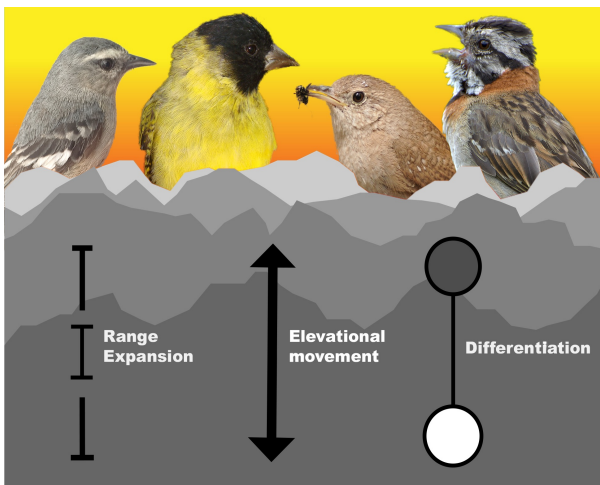 Range
Expansion
Elevational
movement
Differentiation